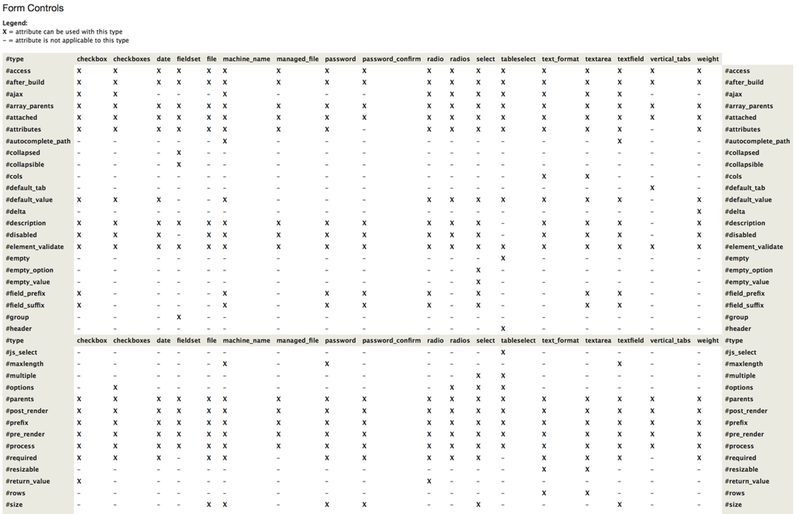 Form Controls
Legend:
X = attribute can be used with this type
– = attribute is not applicable to this type
#type checkbox checkboxes date fieldset file machine_name managed_file password password_confirm radio radios select tableselect text_format textarea textfield vertical_tabs weight
#access X X X X X X X X X X X X X X X X X X #access
#after_build X X X X X X X X X X X X X X X X X X #after_build
#ajax X X – – – X – X – X X X X X X X – X #ajax
#array_parents X X X X X X X X X X X X X X X X X X #array_parents
#attached X X X X X X X X X X X X X X X X X X #attached
#attributes X X X X X X X X – X X X X X X X – X #attributes
#autocomplete_path – – – – – X – – – – – – – – – X – – #autocomplete_path
#collapsed – – – X – – – – – – – – – – – – – – #collapsed
#collapsible – – – X – – – – – – – – – – – – – – #collapsible
#cols – – – – – – – – – – – – – X X – – – #cols
#default_tab – – – – – – – – – – – – – – – – X – #default_tab
#default_value X X X – – X – – – X X X X X X X – X #default_value
#delta – – – – – – – – – – – – – – – – – X #delta
#description X X X X X X X X X X X X – X X X – X #description
#disabled X X X – X X X X X X X X – X X X – X #disabled
#element_validate X X X X X X X X X X X X X X X X X X #element_validate
#empty – – – – – – – – – – – – X – – – – – #empty
#empty_option – – – – – – – – – – – X – – – – – – #empty_option
#empty_value – – – – – – – – – – – X – – – – – – #empty_value
#field_prefix X – – – – X – X X X – X – – X X – – #field_prefix
#field_suffix X – – – – X – X X X – X – – X X – – #field_suffix
#group – – – X – – – – – – – – – – – – – – #group
#header – – – – – – – – – – – – X – – – – – #header
#type checkbox checkboxes date fieldset file machine_name managed_file password password_confirm radio radios select tableselect text_format textarea textfield vertical_tabs weight #type
#js_select – – – – – – – – – – – – X – – – – – #js_select
#maxlength – – – – – X – X – – – – – – – X – – #maxlength
#multiple – – – – – – – – – – – X X – – – – – #multiple
#options – X – – – – – – – – X X X – – – – – #options
#parents X X X X X X X X X X X X X X X X X X #parents
#post_render X X X X X X X X X X X X X X X X X X #post_render
#prefix X X X X X X X X X X X X X X X X X X #prefix
#pre_render X X X X X X X X X X X X X X X X X X #pre_render
#process X X X X X X X X X X X X X X X X X X #process
#required X X X – X X X X X X X X – X X X – X #required
#resizable – – – – – – – – – – – – – X X – – – #resizable
#return_value X – – – – – – – – X – – – – – – – – #return_value
#rows – – – – – – – – – – – – – X X – – – #rows
#size – – – – X X – X X – – X – – – X – – #size